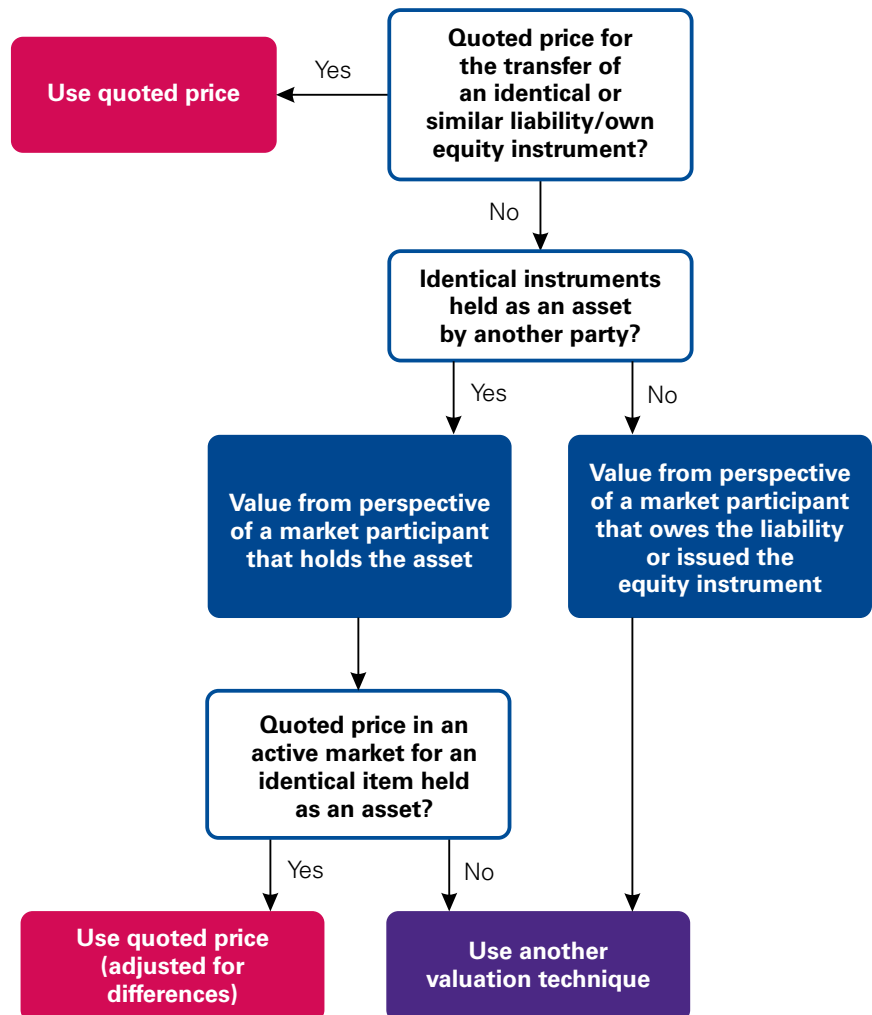 Quoted price for
the transfer of
an identical or
similar liability/own
equity instrument?
Yes
Use quoted price
No
Identical instruments
held as an asset
by another party?
Yes
No
Value from perspective
of a market participant
that holds the asset
Value from perspective
of a market participant
that owes the liability
or issued the
equity instrument
Quoted price in an
active market for an
identical item held
as an asset?
Yes
No
Use quoted price
(adjusted for
differences)
Use another
valuation technique